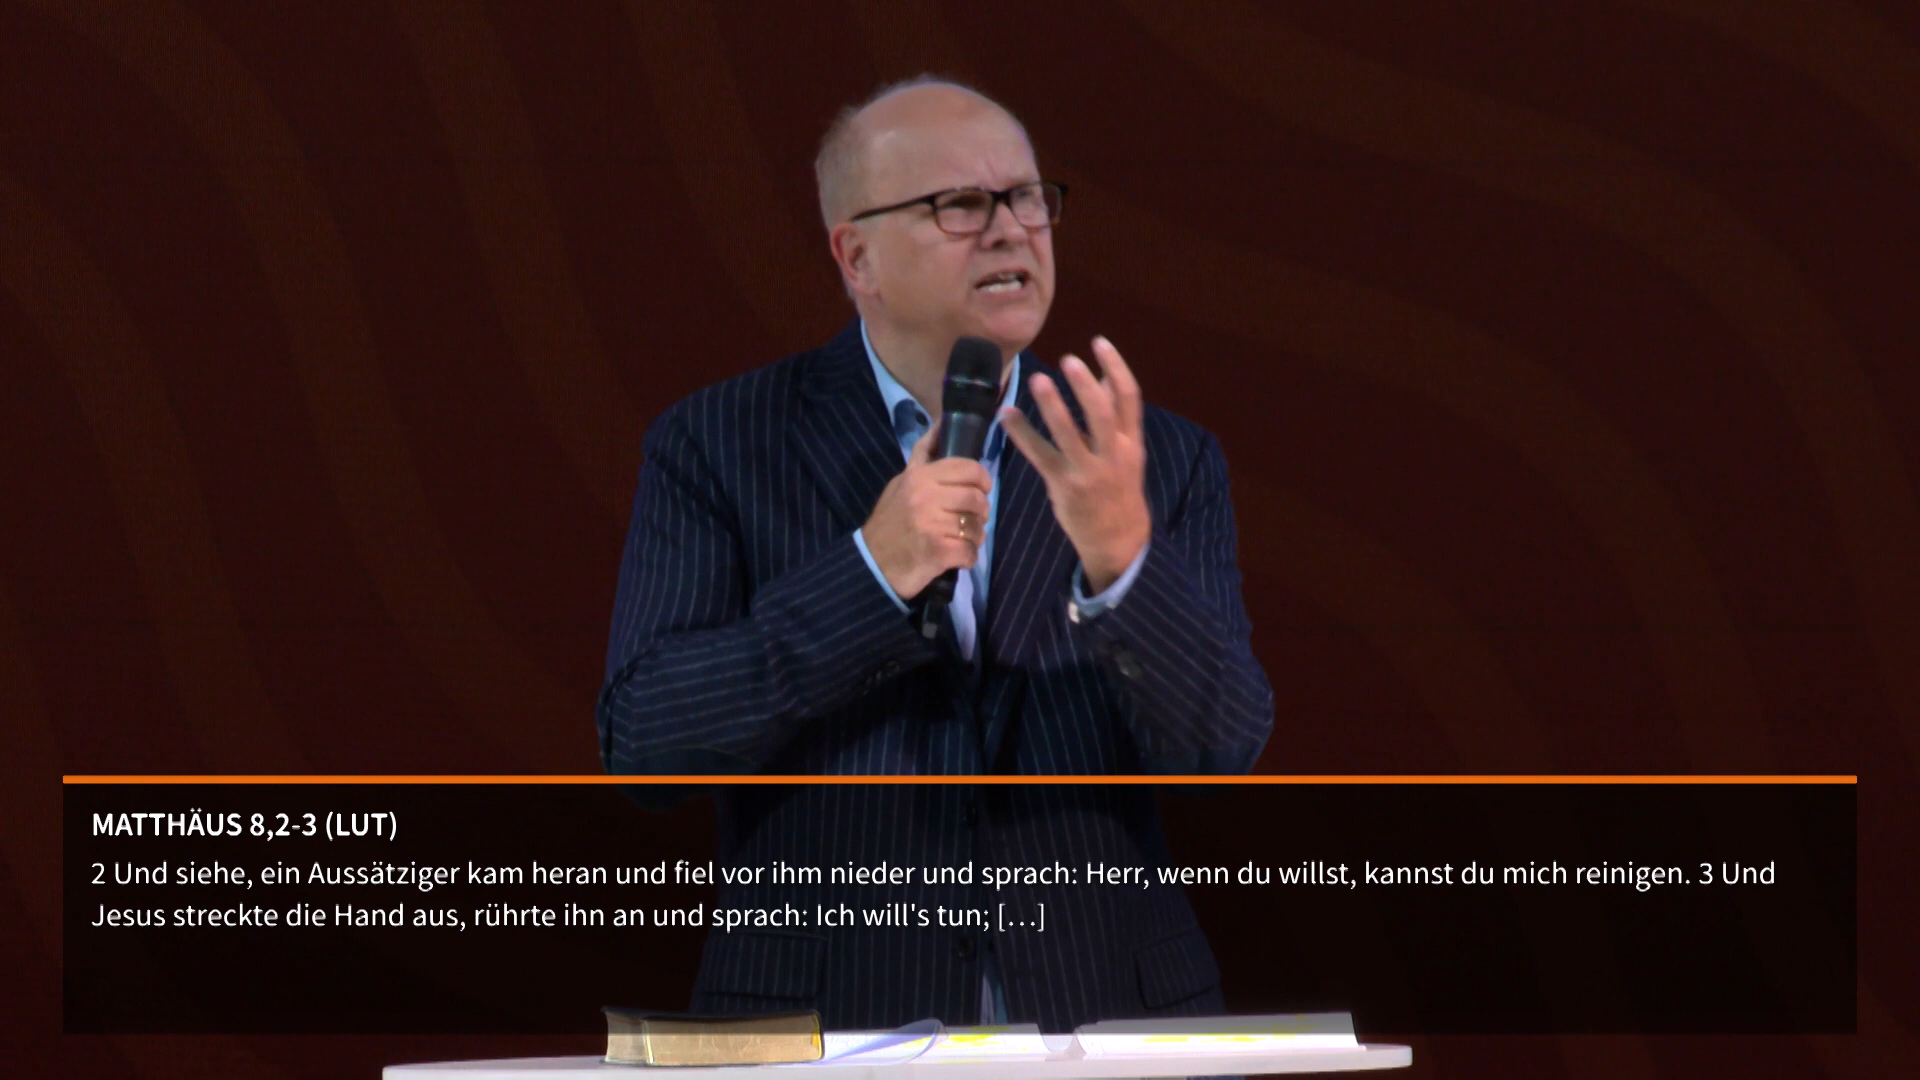 MATTHÄUS 8,2-3 (LUT)
2 Und siehe, ein Aussätziger kam heran und fiel vor ihm nieder und sprach: Herr, wenn du willst, kannst du mich reinigen. 3 Und
Jesus streckte die Hand aus, rührte ihn an und sprach: Ich will's tun; […]